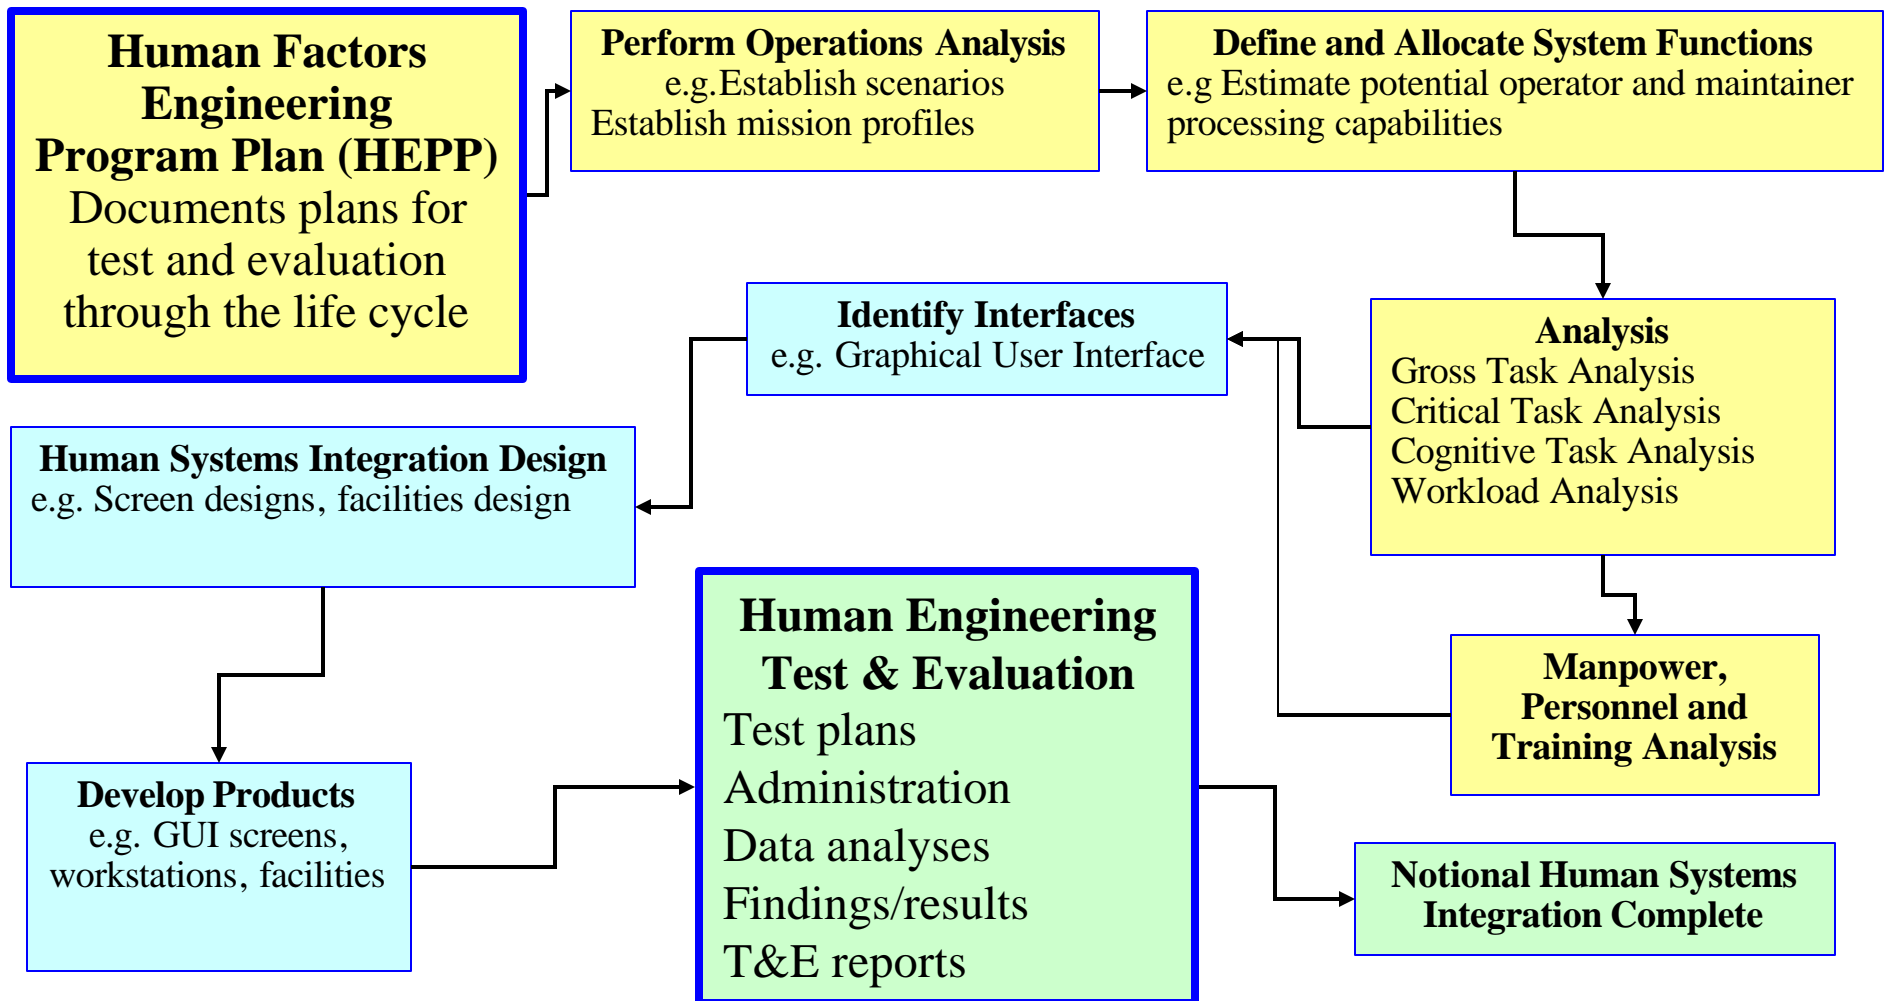 Human Factors
Engineering
Program Plan (HEPP)
Documents plans for
test and evaluation
through the life cycle
Perform Operations Analysis
e.g.Establish scenarios
Establish mission profiles
Define and Allocate System Functions
e.g Estimate potential operator and maintainer
processing capabilities
Analysis
Gross Task Analysis
Critical Task Analysis
Cognitive Task Analysis
Workload Analysis
Manpower,
Personnel and
Training Analysis
Identify Interfaces
e.g. Graphical User Interface
Human Systems Integration Design
e.g. Screen designs, facilities design
Develop Products
e.g. GUI screens,
workstations, facilities
Human Engineering
Test & Evaluation
Test plans
Administration
Data analyses
Findings/results
T&E reports
Notional Human Systems
Integration Complete